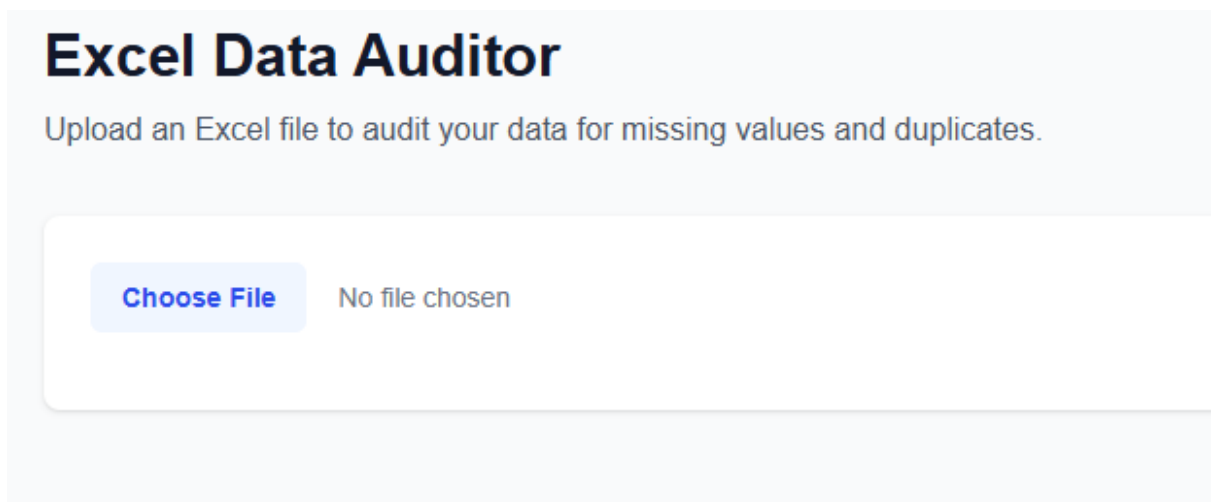 Excel Data Auditor
Upload an Excel file to audit your data for missing values and duplicates.
Choose File No file chosen